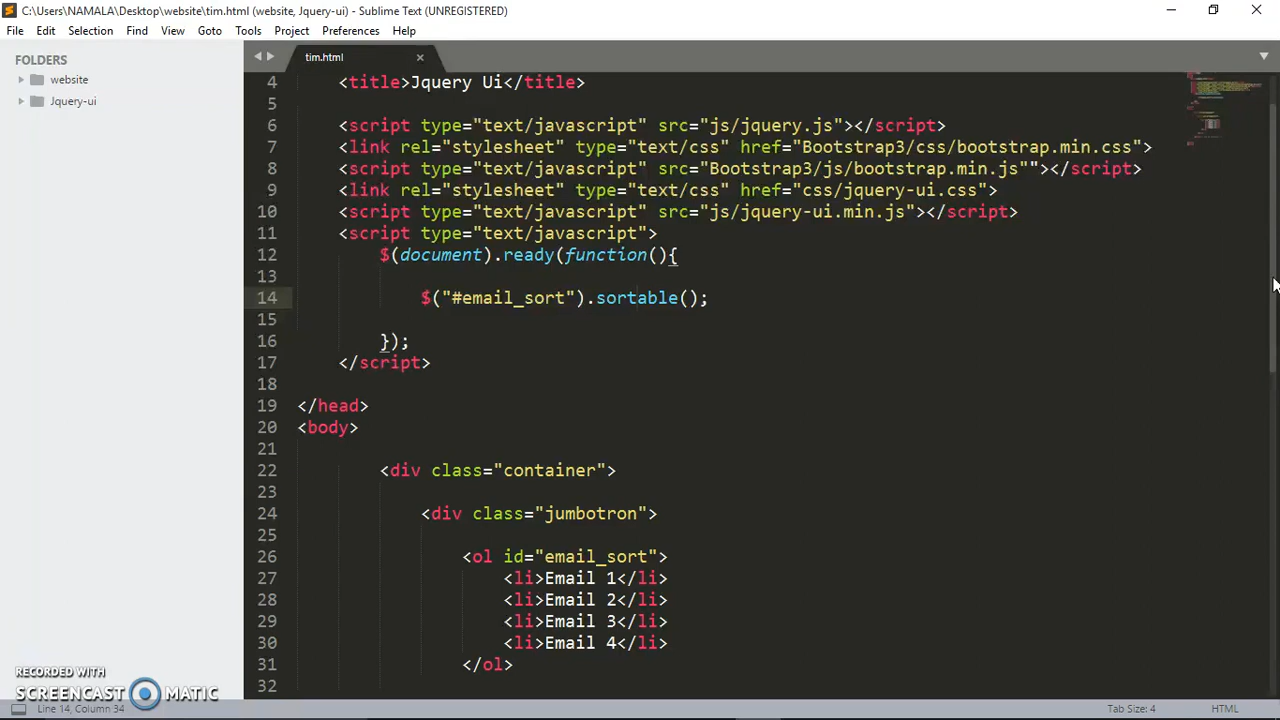 C:\Users\NAMALA\Desktop\website\tim.html (website, Jquery-ui) - Sublime Text (UNREGISTERED)
File Edit Selection Find View Goto Tools Project Preferences Help
FOLDERS
website
Jquery-ui
tim.html
4 <title>Jquery Ui</title>
5
6 <script type="text/javascript" src="js/jquery.js"></script>
7 <link rel="stylesheet" type="text/css" href="Bootstrap3/css/bootstrap.min.css">
8 <script type="text/javascript" src="Bootstrap3/js/bootstrap.min.js""></script>
9 <link rel="stylesheet" type="text/css" href="css/jquery-ui.css">
10 <script type="text/javascript" src="js/jquery-ui.min.js"></script>
11 <script type="text/javascript">
12 $(document).ready(function(){
13
14 $("#email_sort").sortable();
15
16 });
17 </script>
18
19 </head>
20 <body>
21
22 <div class="container">
23
24 <div class="jumbotron">
25
26 <ol id="email_sort">
27 <li>Email 1</li>
28 <li>Email 2</li>
29 <li>Email 3</li>
30 <li>Email 4</li>
31 </ol>
32
RECORDED WITH
SCREENCAST MATIC
Line 14, Column 34
Tab Size: 4
HTML